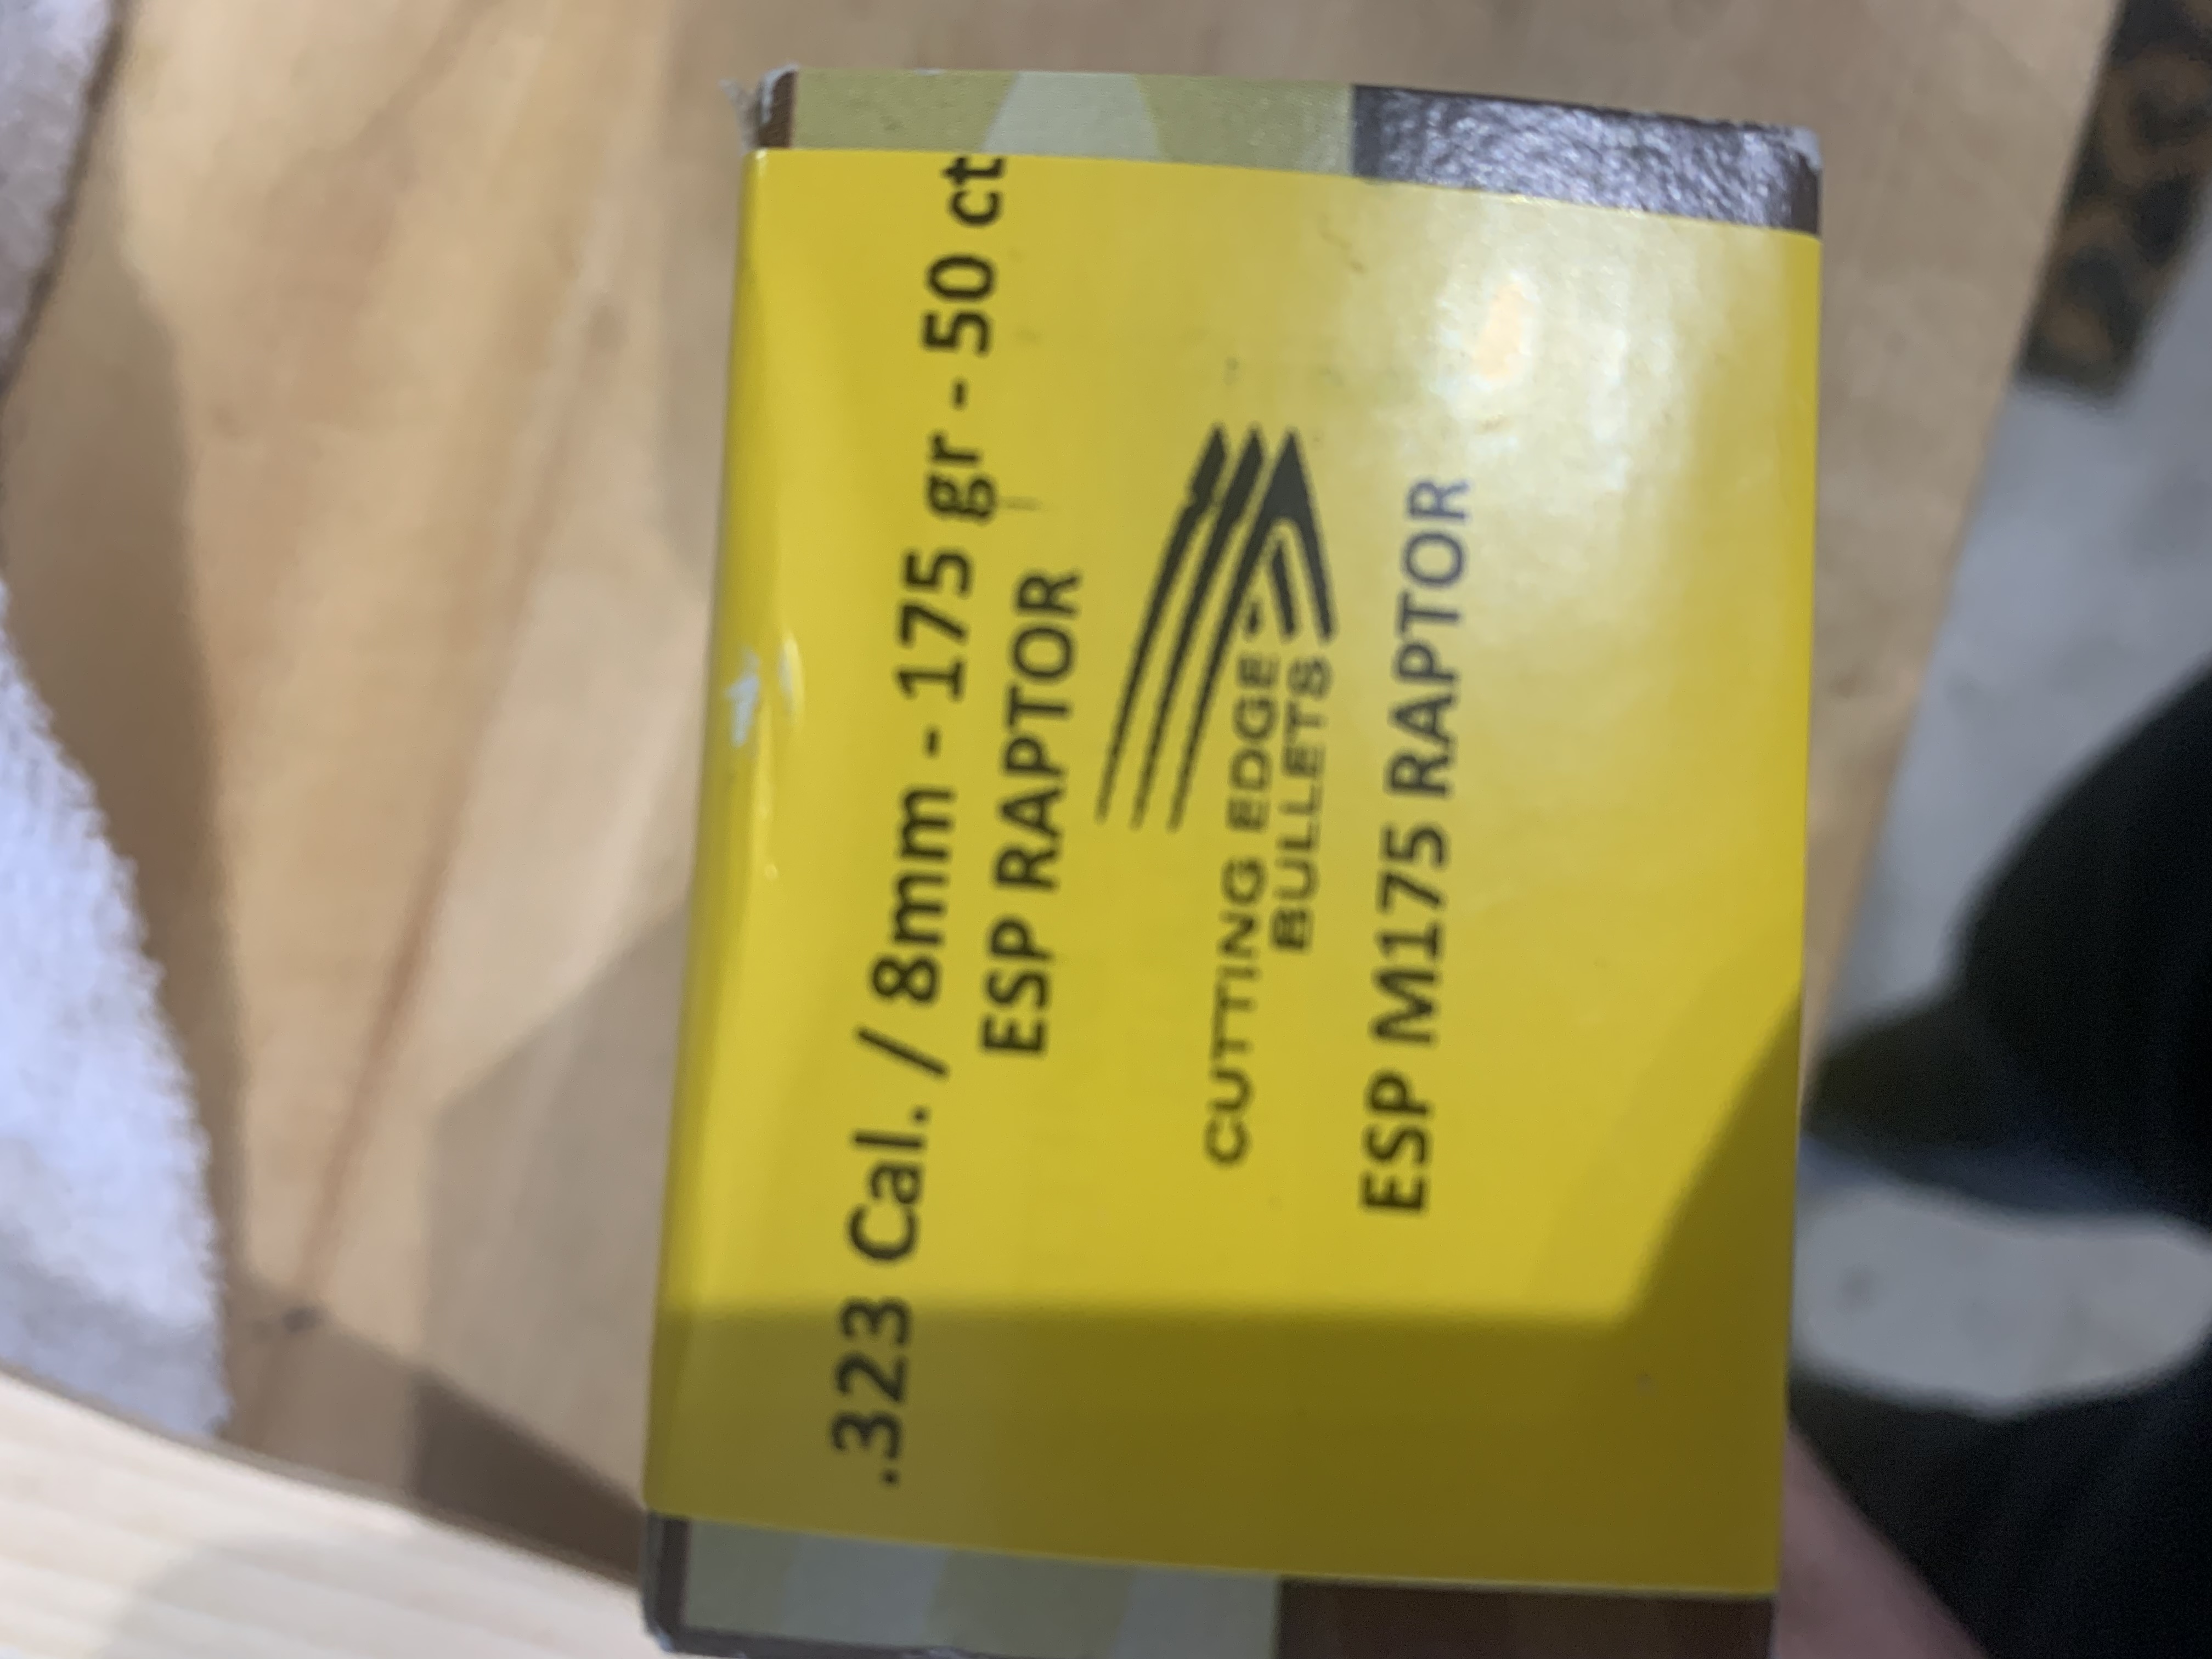 .323 Cal. / 8mm - 175 gr - 50 ct
ESP RAPTOR
CUTTING EDGE
BULLETS
ESP M175 RAPTOR